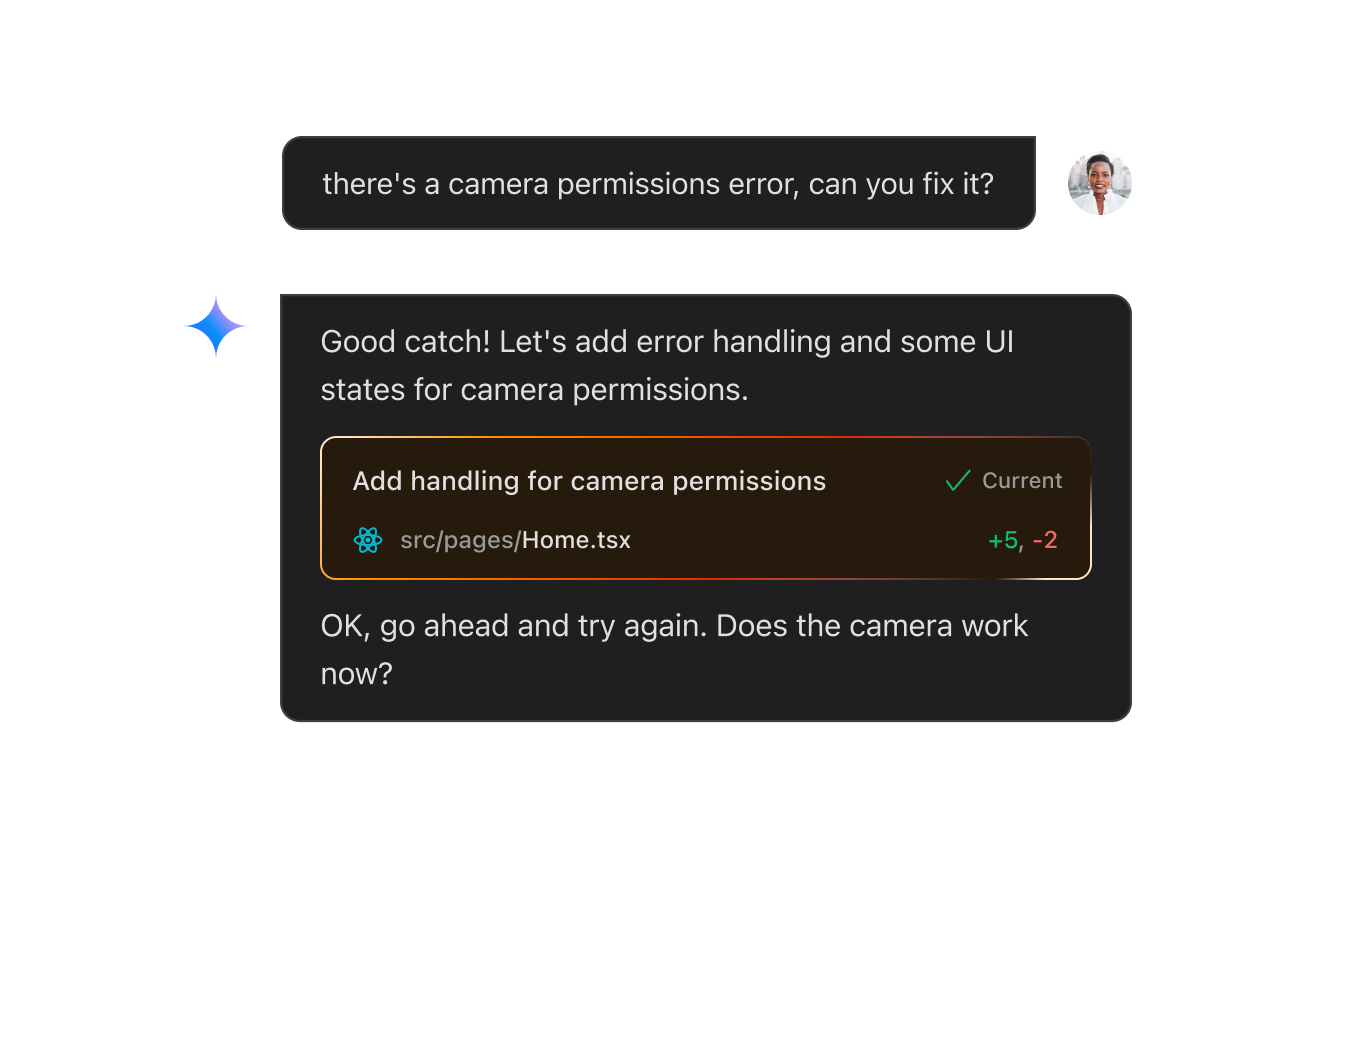 there's a camera permissions error, can you fix it?
Good catch! Let's add error handling and some UI
states for camera permissions.
Add handling for camera permissions
Current
src/pages/Home.tsx
+5, -2
OK, go ahead and try again. Does the camera work
now?